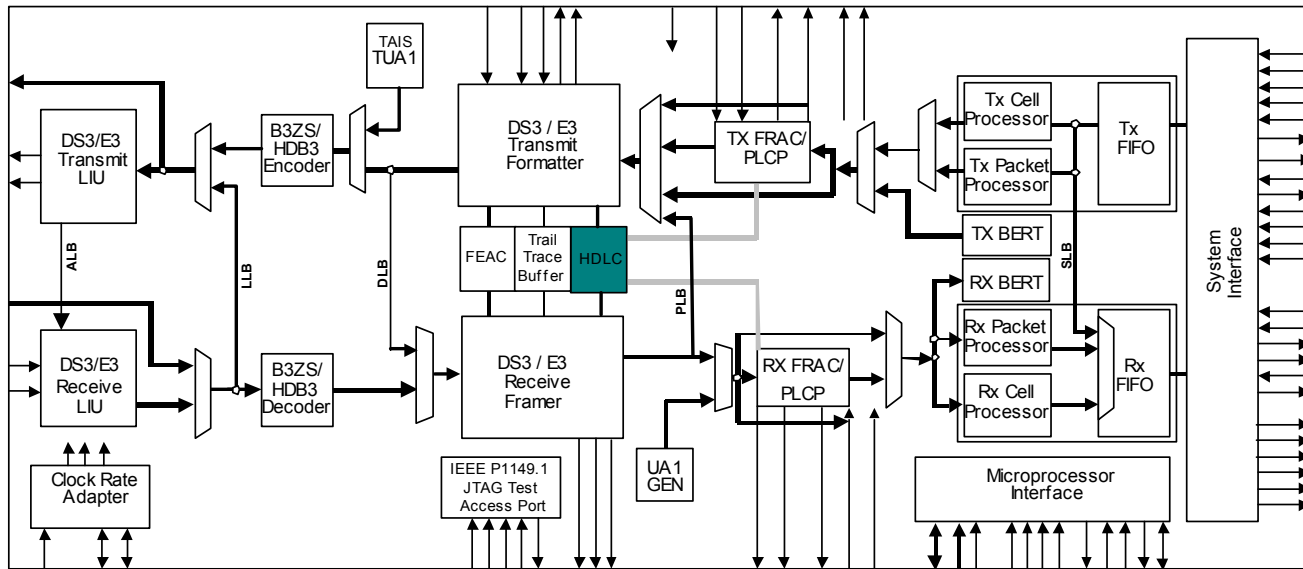 TAIS
TUA1
DS3/E3
Transmit
LIU
B3ZS/
HDB3
Encoder
DS3 / E3
Transmit
Formatter
TX FRAC/
PLCP
Tx Cell
Processor
Tx Packet
Processor
Tx
FIFO
TX BERT
RX BERT
System
Interface
FEAC
Trail
Trace
Buffer
HDLC
ALB
LLB
DLB
PLB
SLB
DS3/E3
Receive
LIU
B3ZS/
HDB3
Decoder
DS3 / E3
Receive
Framer
RX FRAC/
PLCP
Rx Packet
Processor
Rx Cell
Processor
Rx
FIFO
UA1
GEN
Clock Rate
Adapter
IEEE P1149.1
JTAG Test
Access Port
Microprocessor
Interface